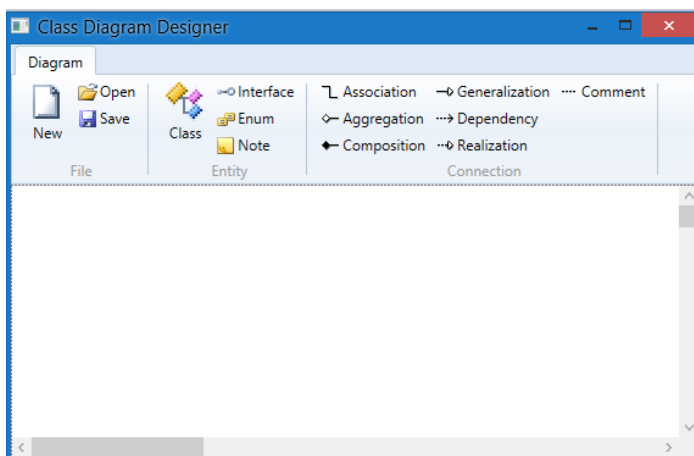 Class Diagram Designer
Diagram
New
Open
Save
File
Class
Interface
Enum
Note
Entity
Association
Aggregation
Composition
Generalization
Dependency
Realization
Comment
Connection